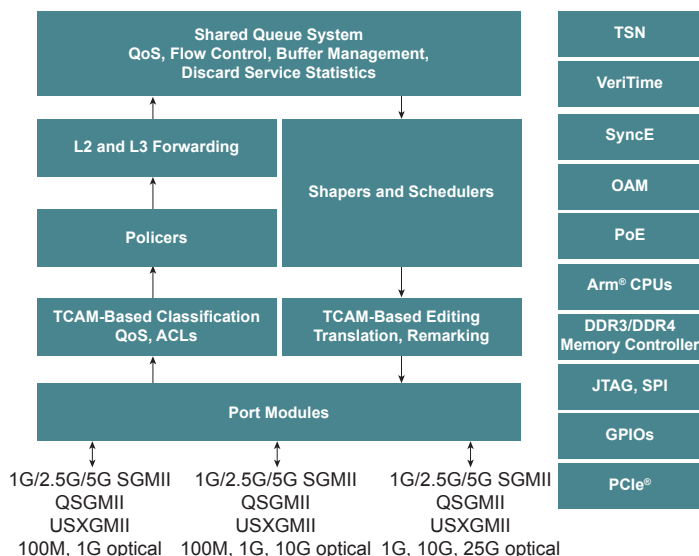 Shared Queue System
QoS, Flow Control, Buffer Management,
Discard Service Statistics
L2 and L3 Forwarding
Policers
TCAM-Based Classification
QoS, ACLs
Shapers and Schedulers
TCAM-Based Editing
Translation, Remarking
Port Modules
1G/2.5G/5G SGMII
QSGMII
USXGMII
100M, 1G optical
1G/2.5G/5G SGMII
QSGMII
USXGMII
100M, 1G, 10G optical
1G/2.5G/5G SGMII
QSGMII
USXGMII
1G, 10G, 25G optical
TSN
VeriTime
SyncE
OAM
PoE
Arm® CPUs
DDR3/DDR4
Memory Controller
JTAG, SPI
GPIOs
PCIe®